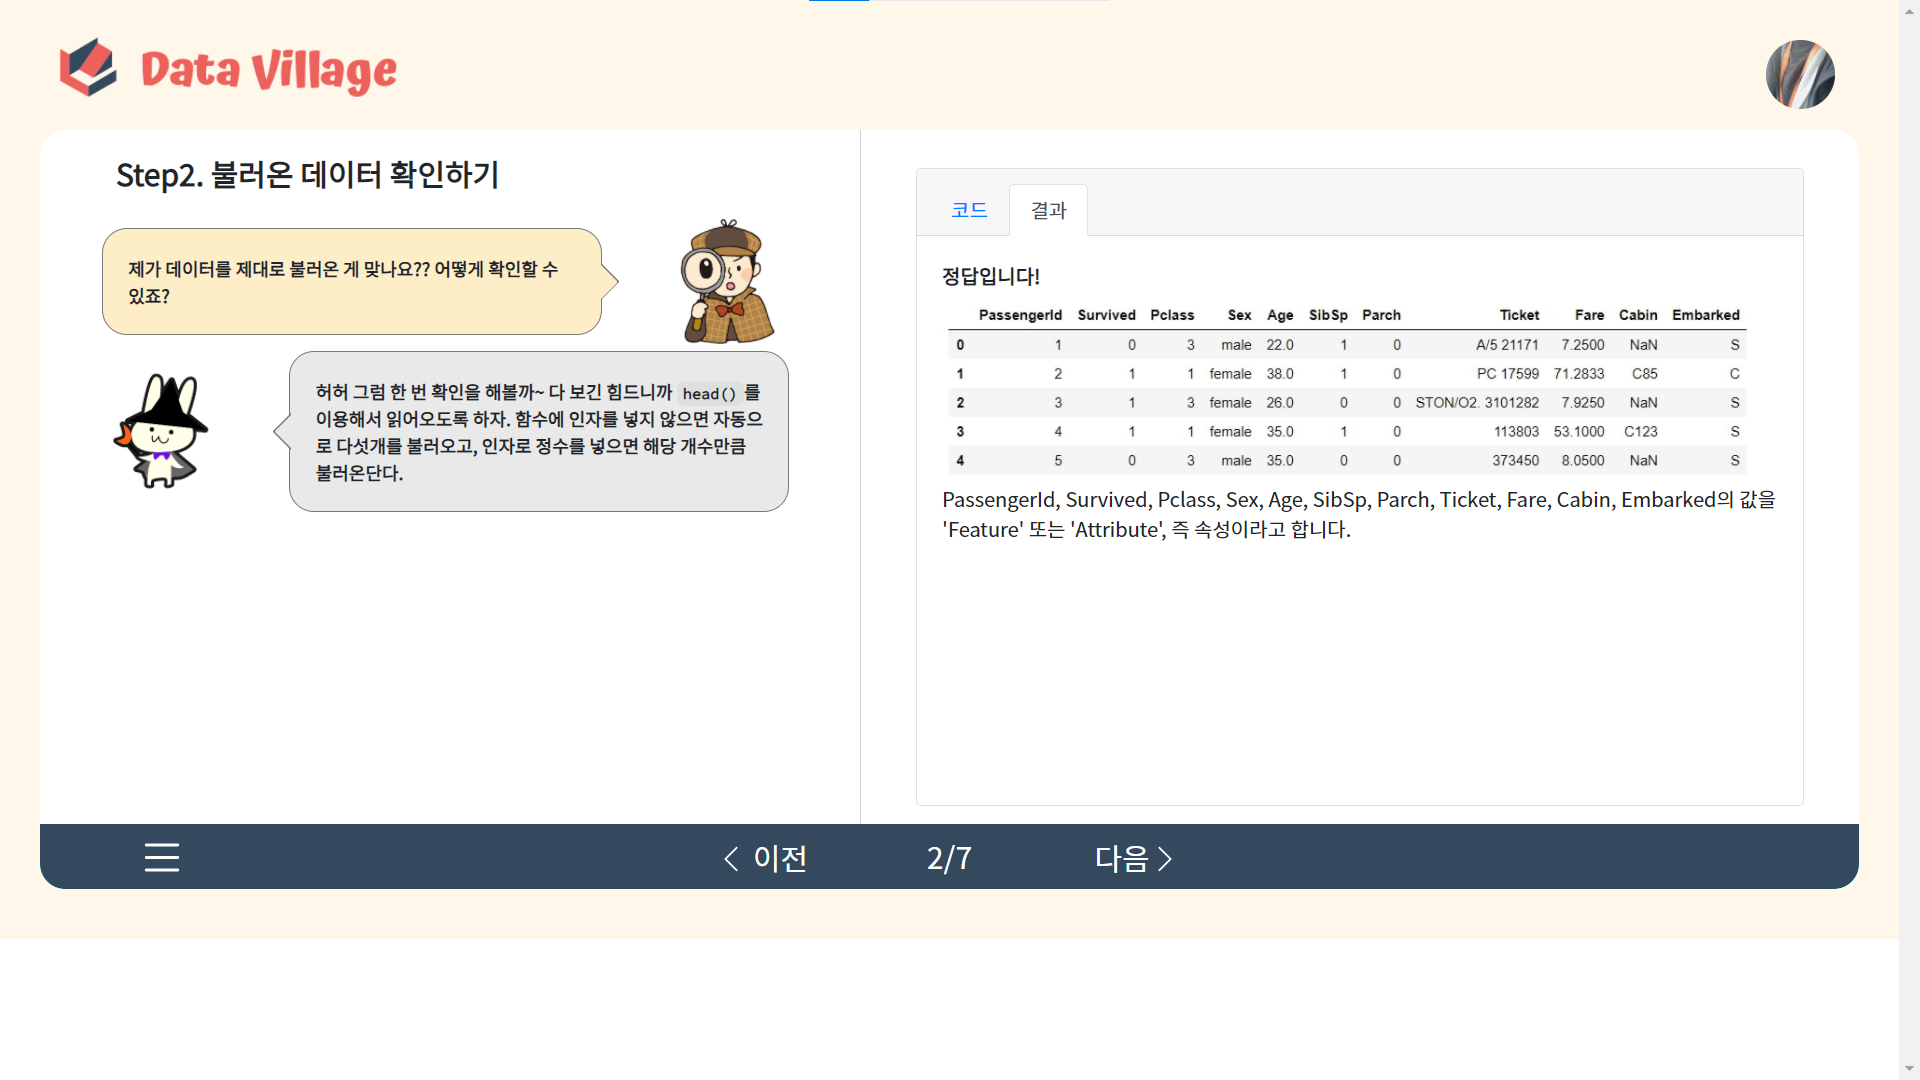 Data Village
Step2. 불러온 데이터 확인하기
제가 데이터를 제대로 불러온 게 맞나요?? 어떻게 확인할 수
있죠?
허허 그럼 한 번 확인을 해볼까~ 다 보긴 힘드니까 head() 를
이용해서 읽어오도록 하자. 함수에 인자를 넣지 않으면 자동으
로 다섯개를 불러오고, 인자로 정수를 넣으면 해당 개수만큼
불러온단다.
코드 결과
정답입니다!
PassengerId Survived Pclass Sex Age SibSp Parch Ticket Fare Cabin Embarked
0 1 0 3 male 22.0 1 0 A/5 21171 7.2500 NaN S
1 2 1 1 female 38.0 1 0 PC 17599 71.2833 C85 C
2 3 1 3 female 26.0 0 0 STON/O2. 3101282 7.9250 NaN S
3 4 1 1 female 35.0 1 0 113803 53.1000 C123 S
4 5 0 3 male 35.0 0 0 373450 8.0500 NaN S
PassengerId, Survived, Pclass, Sex, Age, SibSp, Parch, Ticket, Fare, Cabin, Embarked의 값을
'Feature' 또는 'Attribute', 즉 속성이라고 합니다.
이전 2/7 다음